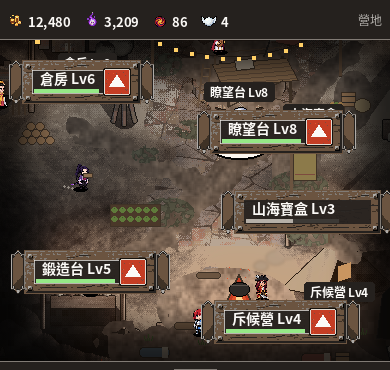 12,480 3,209 86 4 營地
倉房 Lv6
瞭望台 Lv8
瞭望台 Lv8
山海寶盒 Lv3
鍛造台 Lv5
斥候營 Lv4
斥候營 Lv4